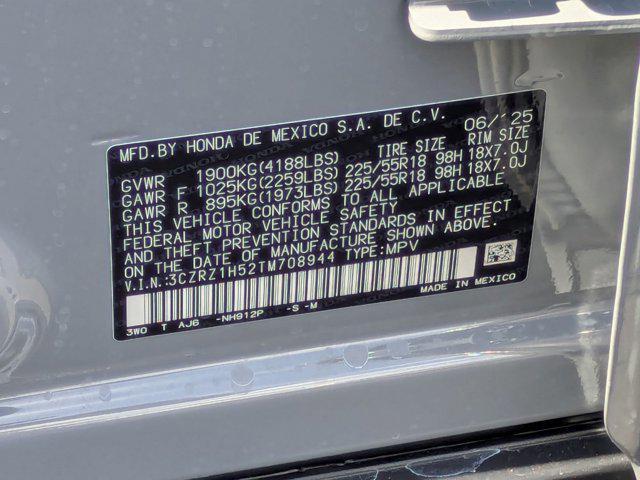 MFD.BY HONDA DE MEXICO S.A. DE C.V. 06/'25
TIRE SIZE RIM SIZE
GVWR 1900KG(4188LBS)
GAWR F 1025KG(2259LBS) 225/55R18 98H 18X7.0J
GAWR R 895KG(1973LBS) 225/55R18 98H 18X7.0J
THIS VEHICLE CONFORMS TO ALL APPLICABLE
FEDERAL MOTOR VEHICLE SAFETY
AND THEFT PREVENTION STANDARDS IN EFFECT
ON THE DATE OF MANUFACTURE SHOWN ABOVE.
V.I.N.:3CZRZ1H52TM708944 TYPE:MPV
MADE IN MEXICO
3W0 T AJ6 -NH912P -S -M